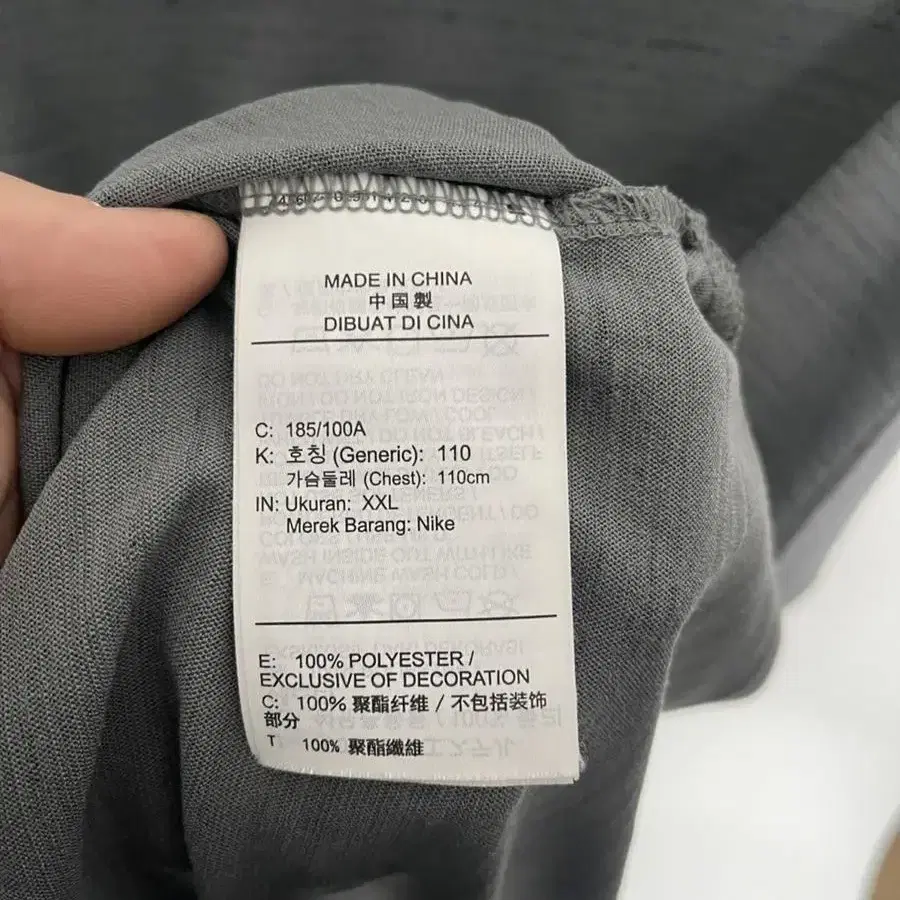 MADE IN CHINA
中国製
DIBUAT DI CINA
C: 185/100A
K: 호칭 (Generic): 110
가슴둘레 (Chest): 110cm
IN: Ukuran: XXL
Merek Barang: Nike
E: 100% POLYESTER /
EXCLUSIVE OF DECORATION
C: 100% 聚酯纤维 / 不包括装饰
部分
T 100% 聚酯纖維